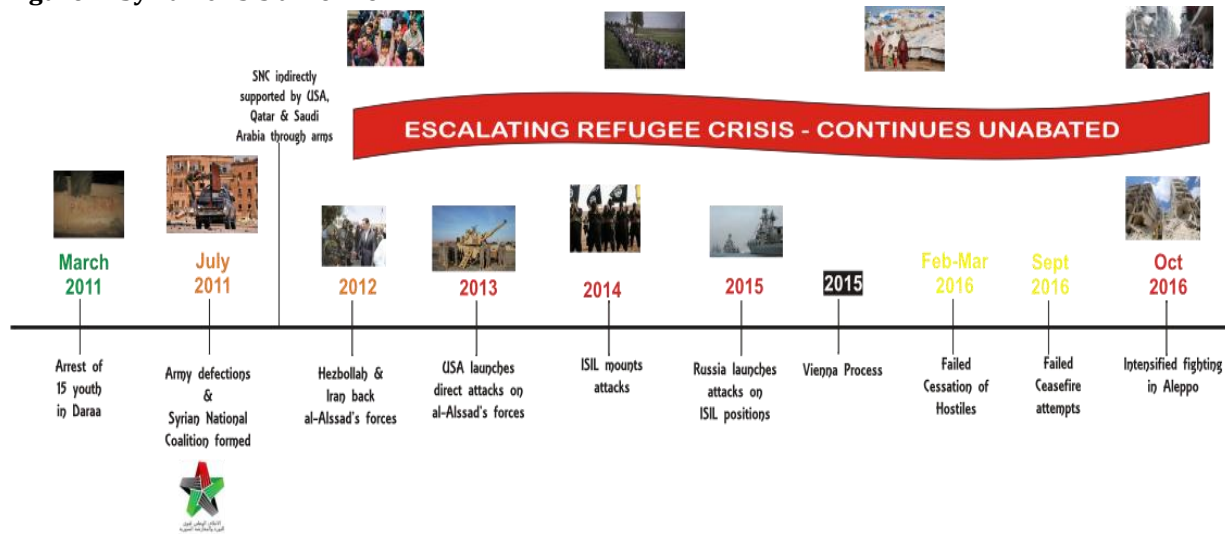 SNC indirectly
supported by USA,
Qatar & Saudi
Arabia through arms
ESCALATING REFUGEE CRISIS - CONTINUES UNABATED
March
2011
July
2011
2012
2013
2014
2015
2015
Feb-Mar
2016
Sept
2016
Oct
2016
Arrest of
15 youth
in Daraa
Army defections
&
Syrian National
Coalition formed
Hezbollah &
Iran back
al-Alssad's forces
USA launches
direct attacks on
al-Alssad's forces
ISIL mounts
attacks
Russia launches
attacks on
ISIL positions
Vienna Process
Failed
Cessation of
Hostiles
Failed
Ceasefire
attempts
Intensified fighting
in Aleppo